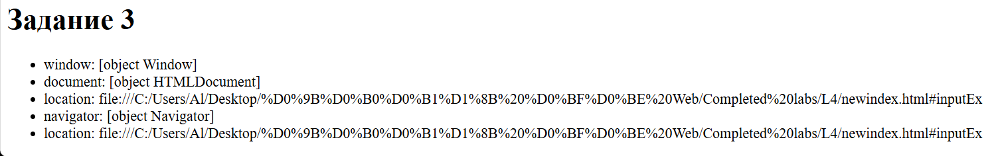 Задание 3
• window: [object Window]
• document: [object HTMLDocument]
• location: file:///C:/Users/Al/Desktop/%D0%9B%D0%B0%D0%B1%D1%8B%20%D0%BF%D0%BE%20Web/Completed%20labs/L4/newindex.html#inputEx
• navigator: [object Navigator]
• location: file:///C:/Users/Al/Desktop/%D0%9B%D0%B0%D0%B1%D1%8B%20%D0%BF%D0%BE%20Web/Completed%20labs/L4/newindex.html#inputEx